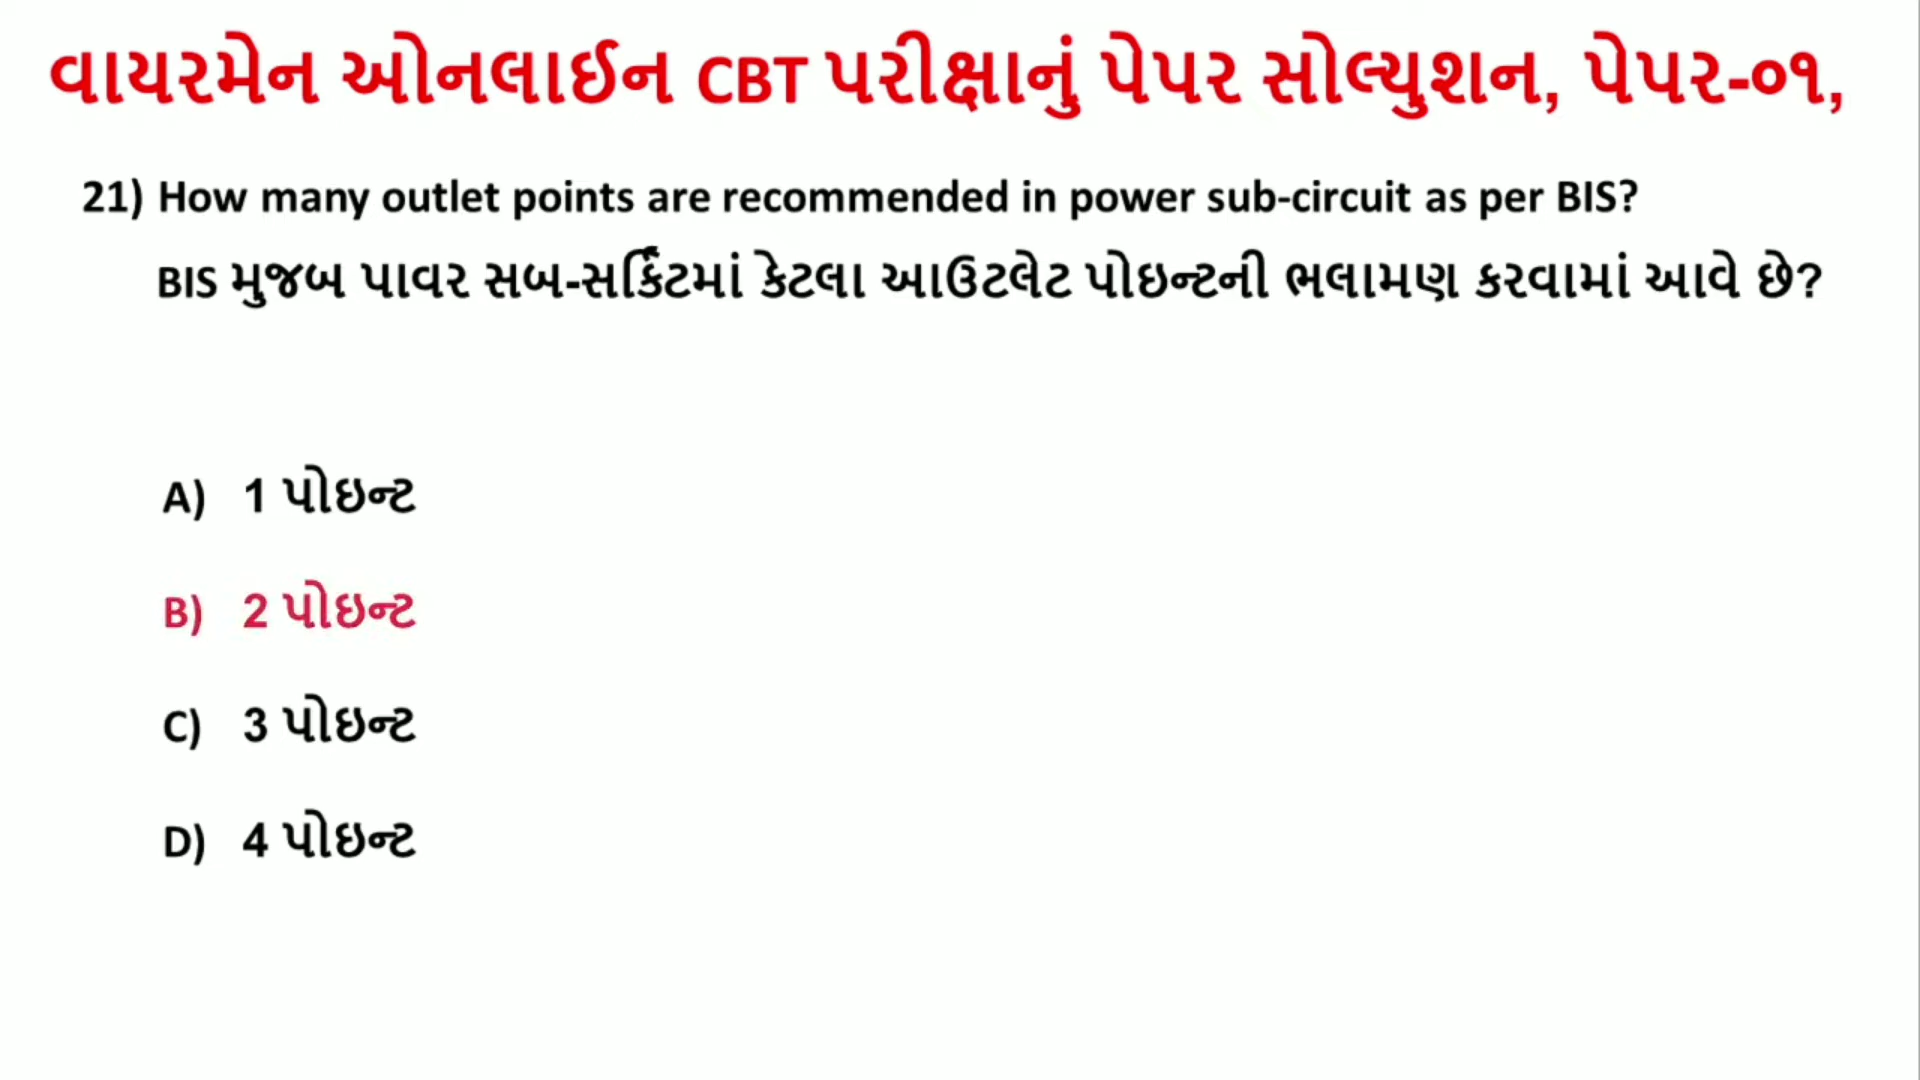 વાયરમેન ઓનલાઈન CBT પરીક્ષાનું પેપર સોલ્યુશન, પેપર-૦૧,
21) How many outlet points are recommended in power sub-circuit as per BIS?
BIS મુજબ પાવર સબ-સર્કિટમાં કેટલા આઉટલેટ પોઇન્ટની ભલામણ કરવામાં આવે છે?
A) 1 પોઇન્ટ
B) 2 પોઇન્ટ
C) 3 પોઇન્ટ
D) 4 પોઇન્ટ